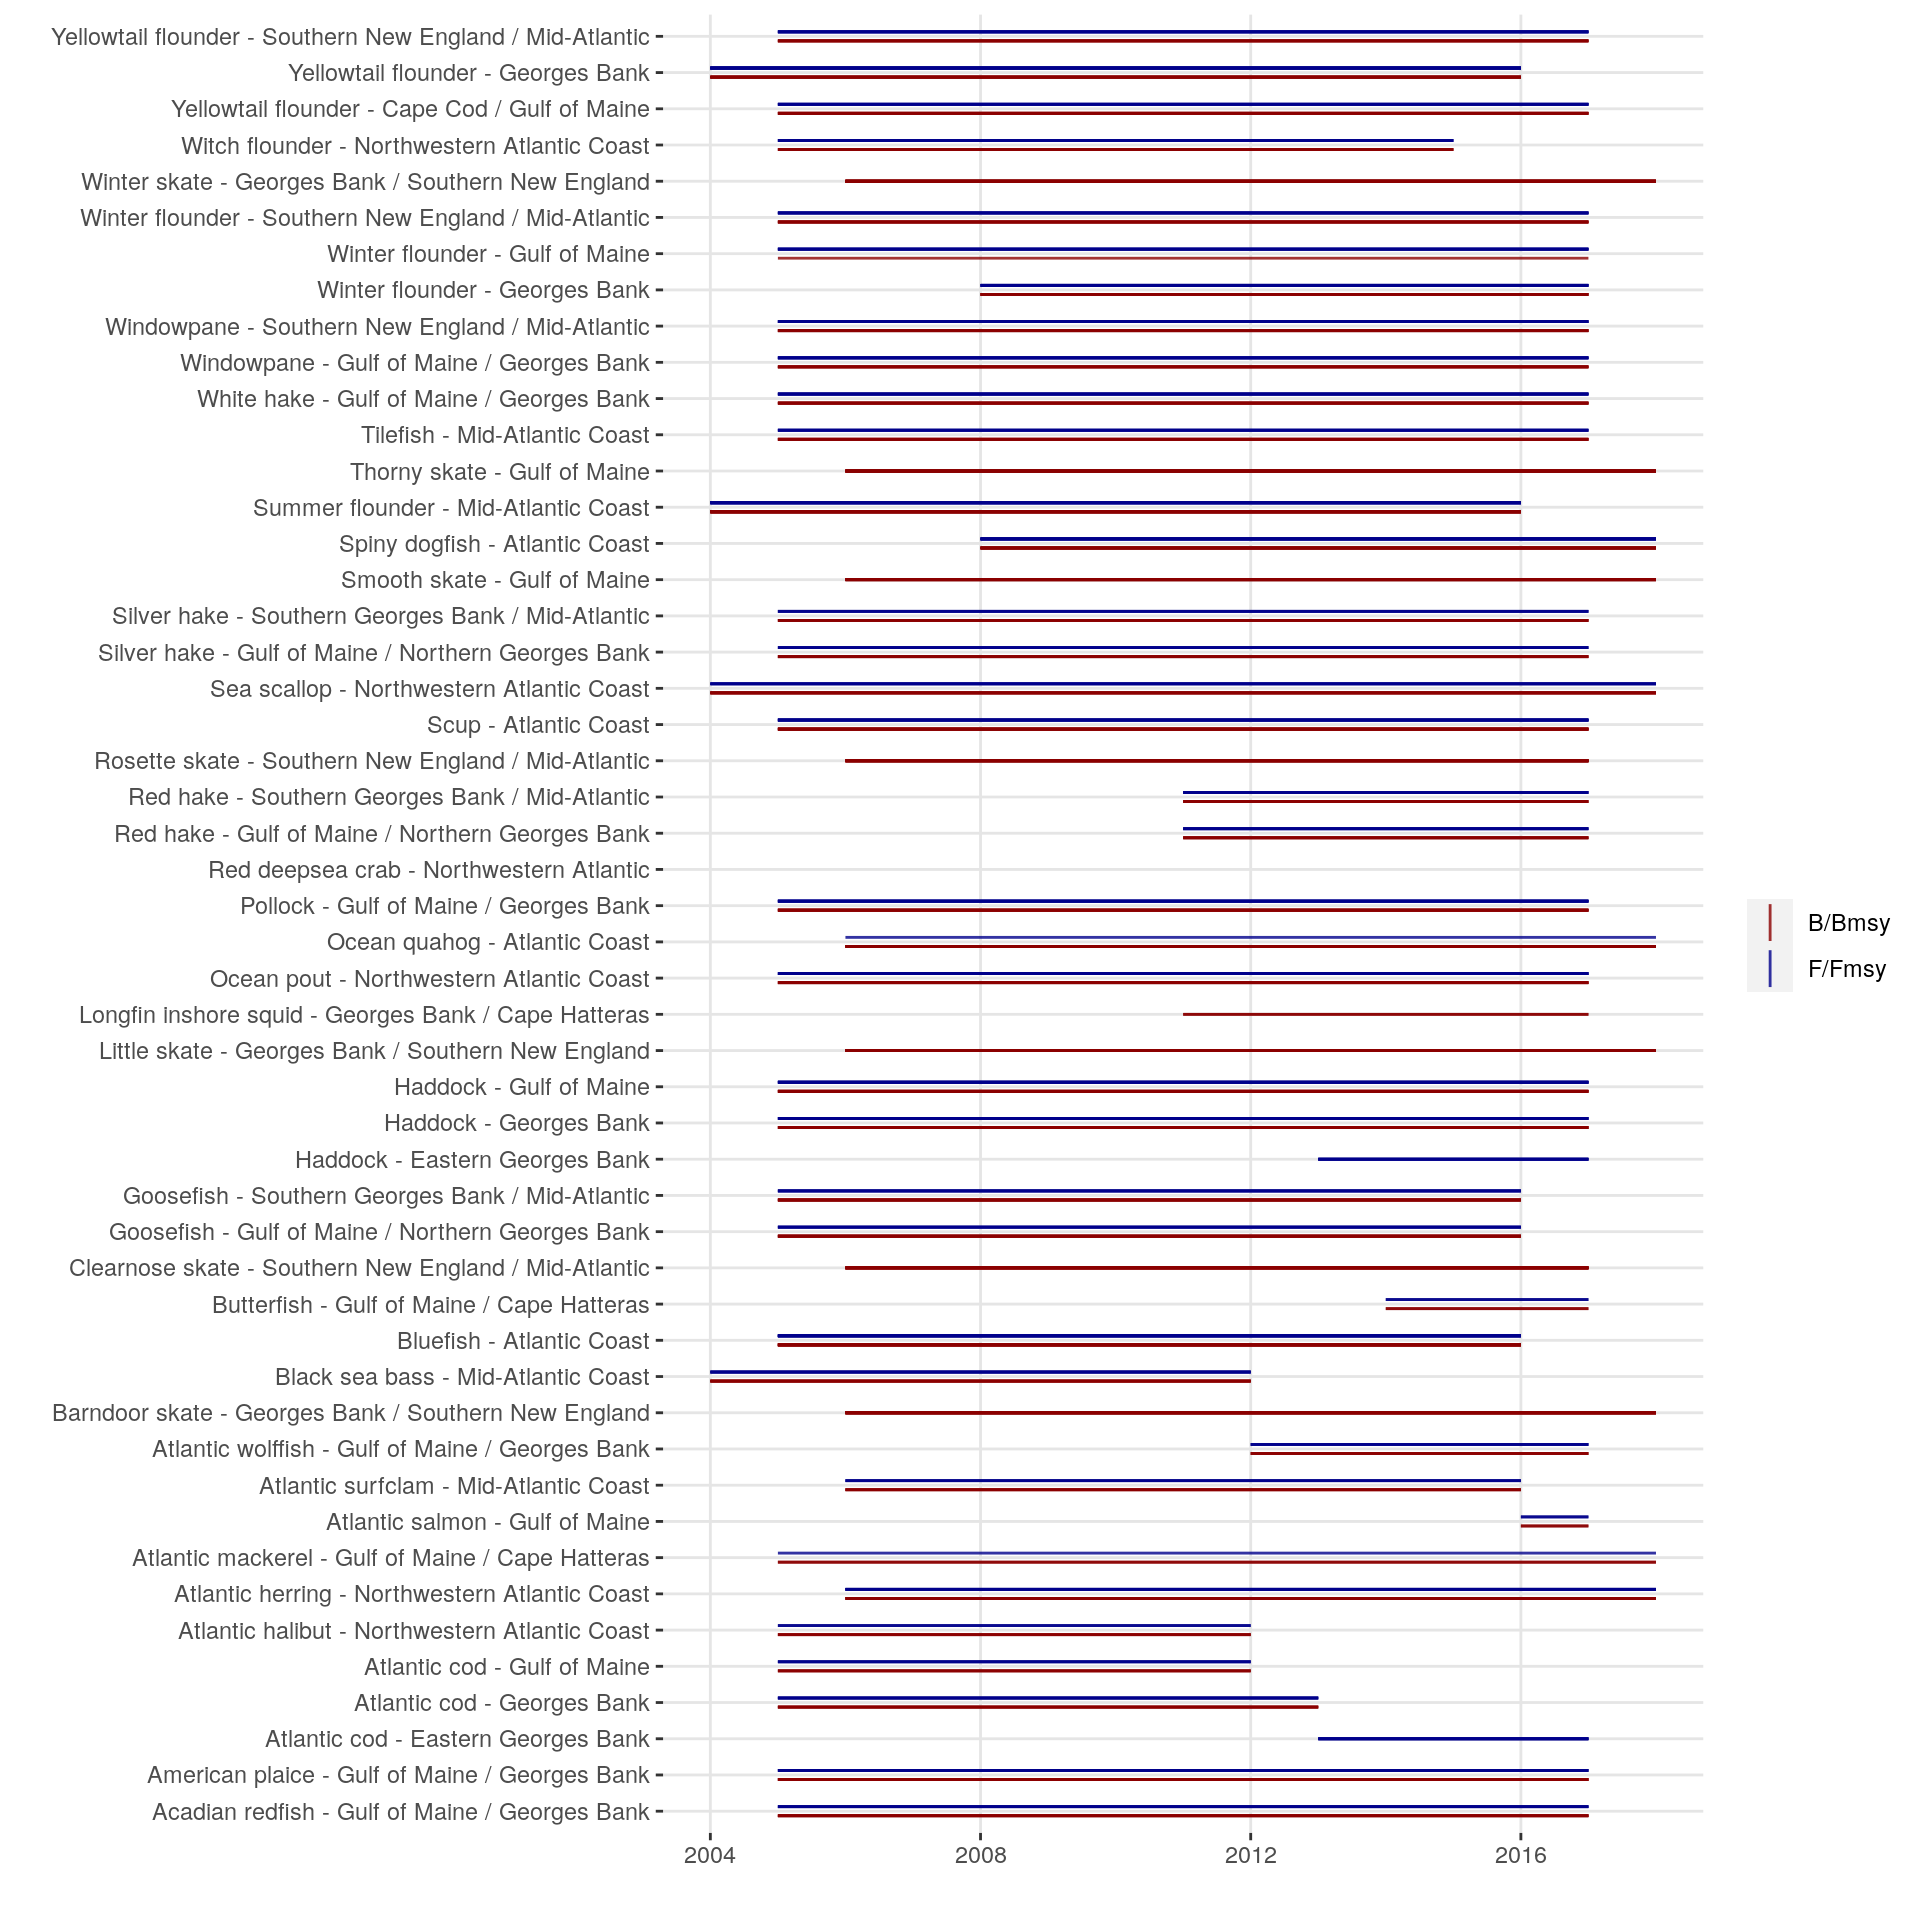 Yellowtail flounder - Southern New England / Mid-Atlantic
Yellowtail flounder - Georges Bank
Yellowtail flounder - Cape Cod / Gulf of Maine
Witch flounder - Northwestern Atlantic Coast
Winter skate - Georges Bank / Southern New England
Winter flounder - Southern New England / Mid-Atlantic
Winter flounder - Gulf of Maine
Winter flounder - Georges Bank
Windowpane - Southern New England / Mid-Atlantic
Windowpane - Gulf of Maine / Georges Bank
White hake - Gulf of Maine / Georges Bank
Tilefish - Mid-Atlantic Coast
Thorny skate - Gulf of Maine
Summer flounder - Mid-Atlantic Coast
Spiny dogfish - Atlantic Coast
Smooth skate - Gulf of Maine
Silver hake - Southern Georges Bank / Mid-Atlantic
Silver hake - Gulf of Maine / Northern Georges Bank
Sea scallop - Northwestern Atlantic Coast
Scup - Atlantic Coast
Rosette skate - Southern New England / Mid-Atlantic
Red hake - Southern Georges Bank / Mid-Atlantic
Red hake - Gulf of Maine / Northern Georges Bank
Red deepsea crab - Northwestern Atlantic
Pollock - Gulf of Maine / Georges Bank
Ocean quahog - Atlantic Coast
Ocean pout - Northwestern Atlantic Coast
Longfin inshore squid - Georges Bank / Cape Hatteras
Little skate - Georges Bank / Southern New England
Haddock - Gulf of Maine
Haddock - Georges Bank
Haddock - Eastern Georges Bank
Goosefish - Southern Georges Bank / Mid-Atlantic
Goosefish - Gulf of Maine / Northern Georges Bank
Clearnose skate - Southern New England / Mid-Atlantic
Butterfish - Gulf of Maine / Cape Hatteras
Bluefish - Atlantic Coast
Black sea bass - Mid-Atlantic Coast
Barndoor skate - Georges Bank / Southern New England
Atlantic wolffish - Gulf of Maine / Georges Bank
Atlantic surfclam - Mid-Atlantic Coast
Atlantic salmon - Gulf of Maine
Atlantic mackerel - Gulf of Maine / Cape Hatteras
Atlantic herring - Northwestern Atlantic Coast
Atlantic halibut - Northwestern Atlantic Coast
Atlantic cod - Gulf of Maine
Atlantic cod - Georges Bank
Atlantic cod - Eastern Georges Bank
American plaice - Gulf of Maine / Georges Bank
Acadian redfish - Gulf of Maine / Georges Bank
2004 2008 2012 2016
B/Bmsy
F/Fmsy